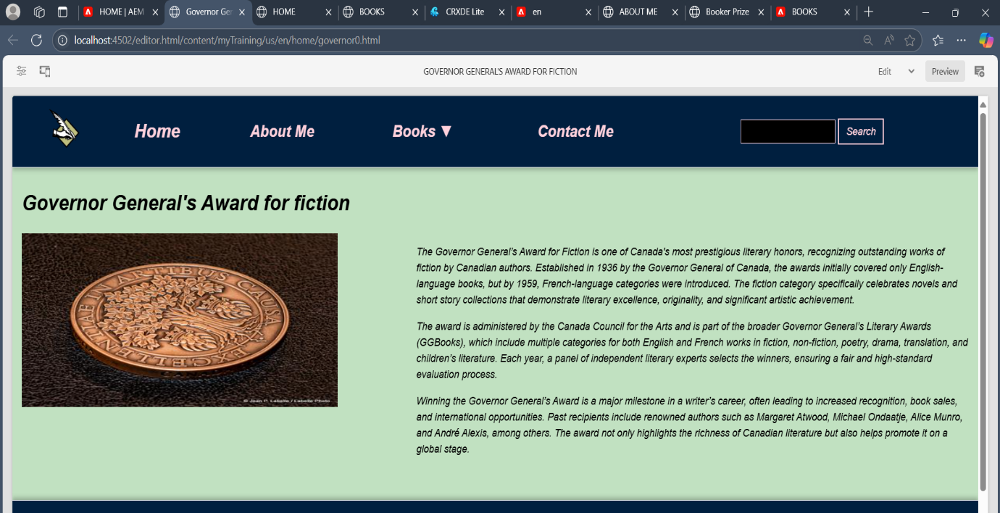 HOME | AEM
Governor Ger
HOME
BOOKS
CRXDE Lite
en
ABOUT ME
Booker Prize
BOOKS
localhost:4502/editor.html/content/myTraining/us/en/home/governor0.html
GOVERNOR GENERAL'S AWARD FOR FICTION
Edit
Preview
Home
About Me
Books ▼
Contact Me
Search
Governor General's Award for fiction
EXCELLENTIAE IN ARTIBUS CAUSA
© Jean P. Labelle / Labelle Photo
The Governor General's Award for Fiction is one of Canada's most prestigious literary honors, recognizing outstanding works of
fiction by Canadian authors. Established in 1936 by the Governor General of Canada, the awards initially covered only English-
language books, but by 1959, French-language categories were introduced. The fiction category specifically celebrates novels and
short story collections that demonstrate literary excellence, originality, and significant artistic achievement.
The award is administered by the Canada Council for the Arts and is part of the broader Governor General's Literary Awards
(GGBooks), which include multiple categories for both English and French works in fiction, non-fiction, poetry, drama, translation, and
children's literature. Each year, a panel of independent literary experts selects the winners, ensuring a fair and high-standard
evaluation process.
Winning the Governor General's Award is a major milestone in a writer's career, often leading to increased recognition, book sales,
and international opportunities. Past recipients include renowned authors such as Margaret Atwood, Michael Ondaatje, Alice Munro,
and André Alexis, among others. The award not only highlights the richness of Canadian literature but also helps promote it on a
global stage.